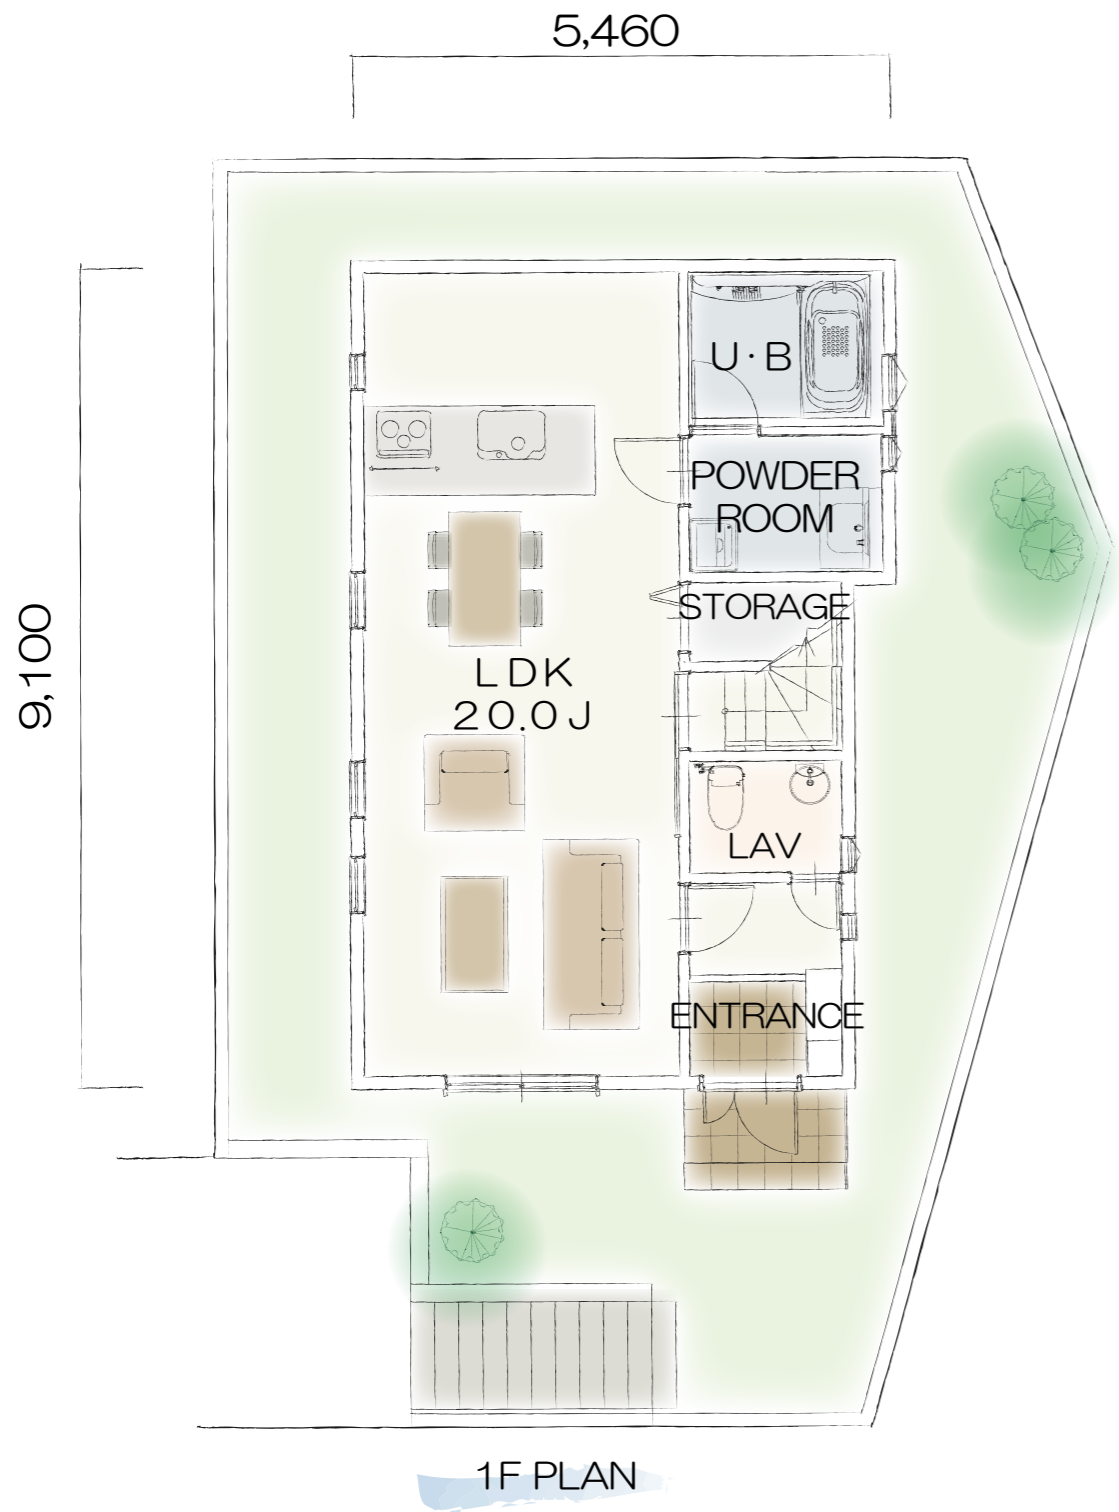 5,460
9,100
U・B
POWDER
ROOM
STORAGE
LDK
20.0J
LAV
ENTRANCE
1F PLAN